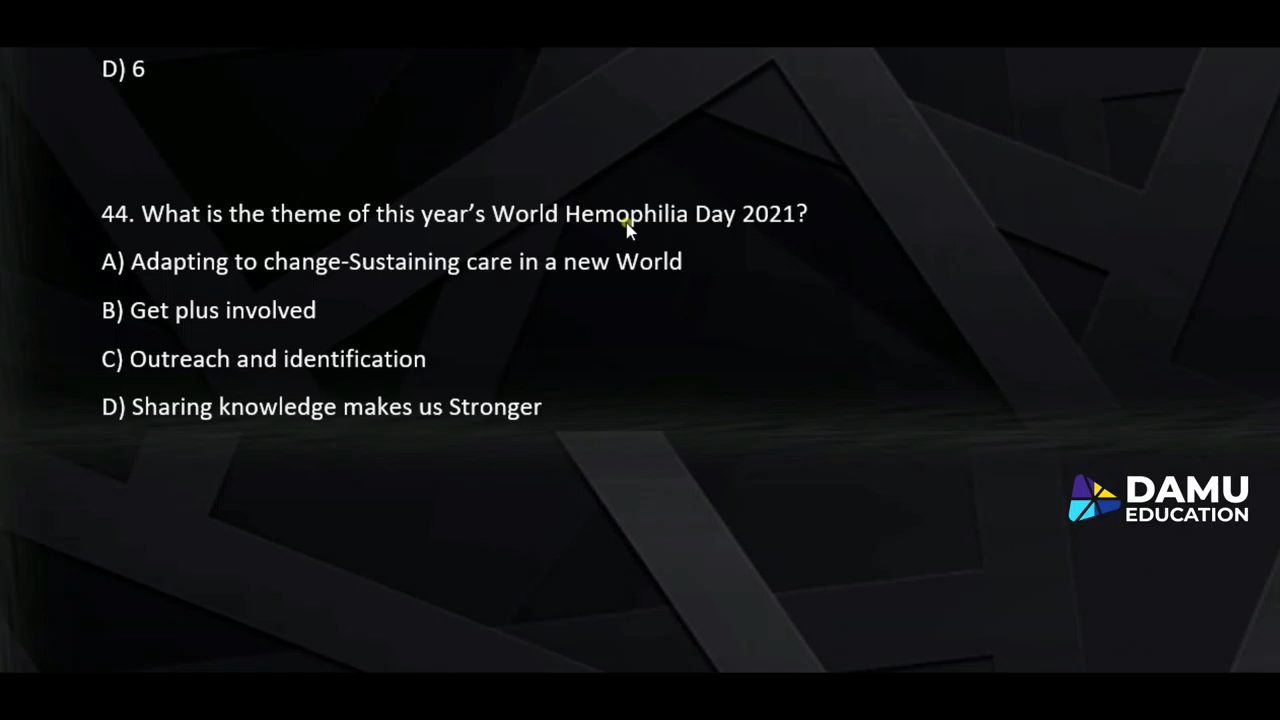 D) 6
44. What is the theme of this year’s World Hemophilia Day 2021?
A) Adapting to change-Sustaining care in a new World
B) Get plus involved
C) Outreach and identification
D) Sharing knowledge makes us Stronger
DAMU
EDUCATION